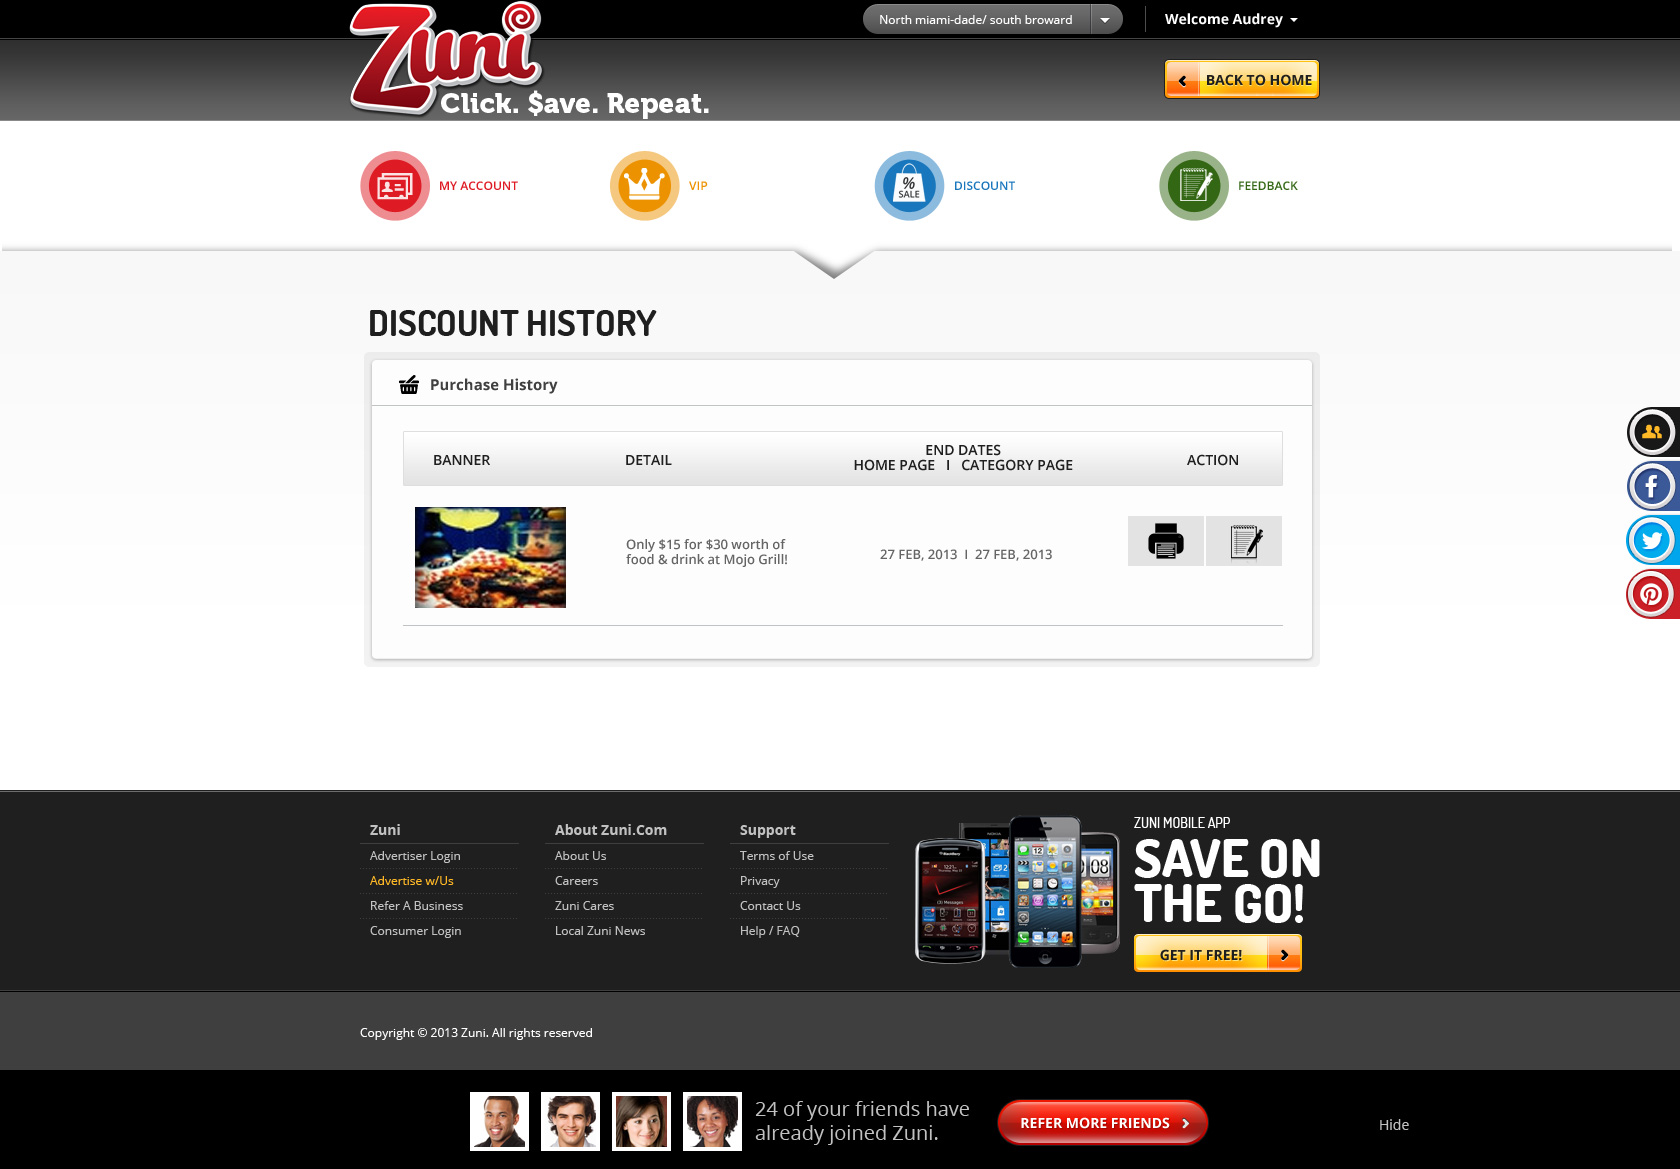 Zuni
Click. $ave. Repeat.
North miami-dade/ south broward
Welcome Audrey
BACK TO HOME
MY ACCOUNT
VIP
% SALE
DISCOUNT
FEEDBACK
DISCOUNT HISTORY
Purchase History
BANNER
DETAIL
END DATES
HOME PAGE I CATEGORY PAGE
ACTION
Only $15 for $30 worth of
food & drink at Mojo Grill!
27 FEB, 2013 I 27 FEB, 2013
Zuni
Advertiser Login
Advertise w/Us
Refer A Business
Consumer Login
About Zuni.Com
About Us
Careers
Zuni Cares
Local Zuni News
Support
Terms of Use
Privacy
Contact Us
Help / FAQ
ZUNI MOBILE APP
SAVE ON
THE GO!
GET IT FREE!
Copyright © 2013 Zuni. All rights reserved
24 of your friends have
already joined Zuni.
REFER MORE FRIENDS
Hide